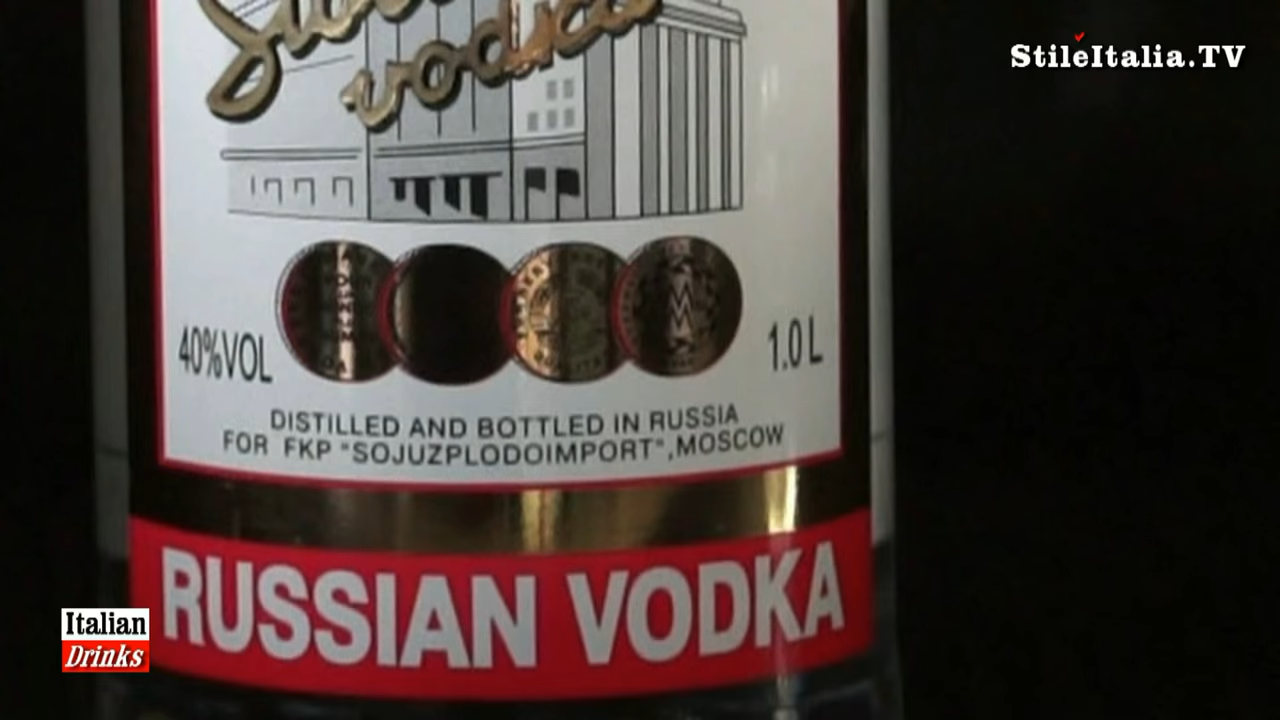 StileItalia.TV
vodka
40%VOL
1.0 L
DISTILLED AND BOTTLED IN RUSSIA
FOR FKP "SOJUZPLODOIMPORT", MOSCOW
RUSSIAN VODKA
Italian
Drinks